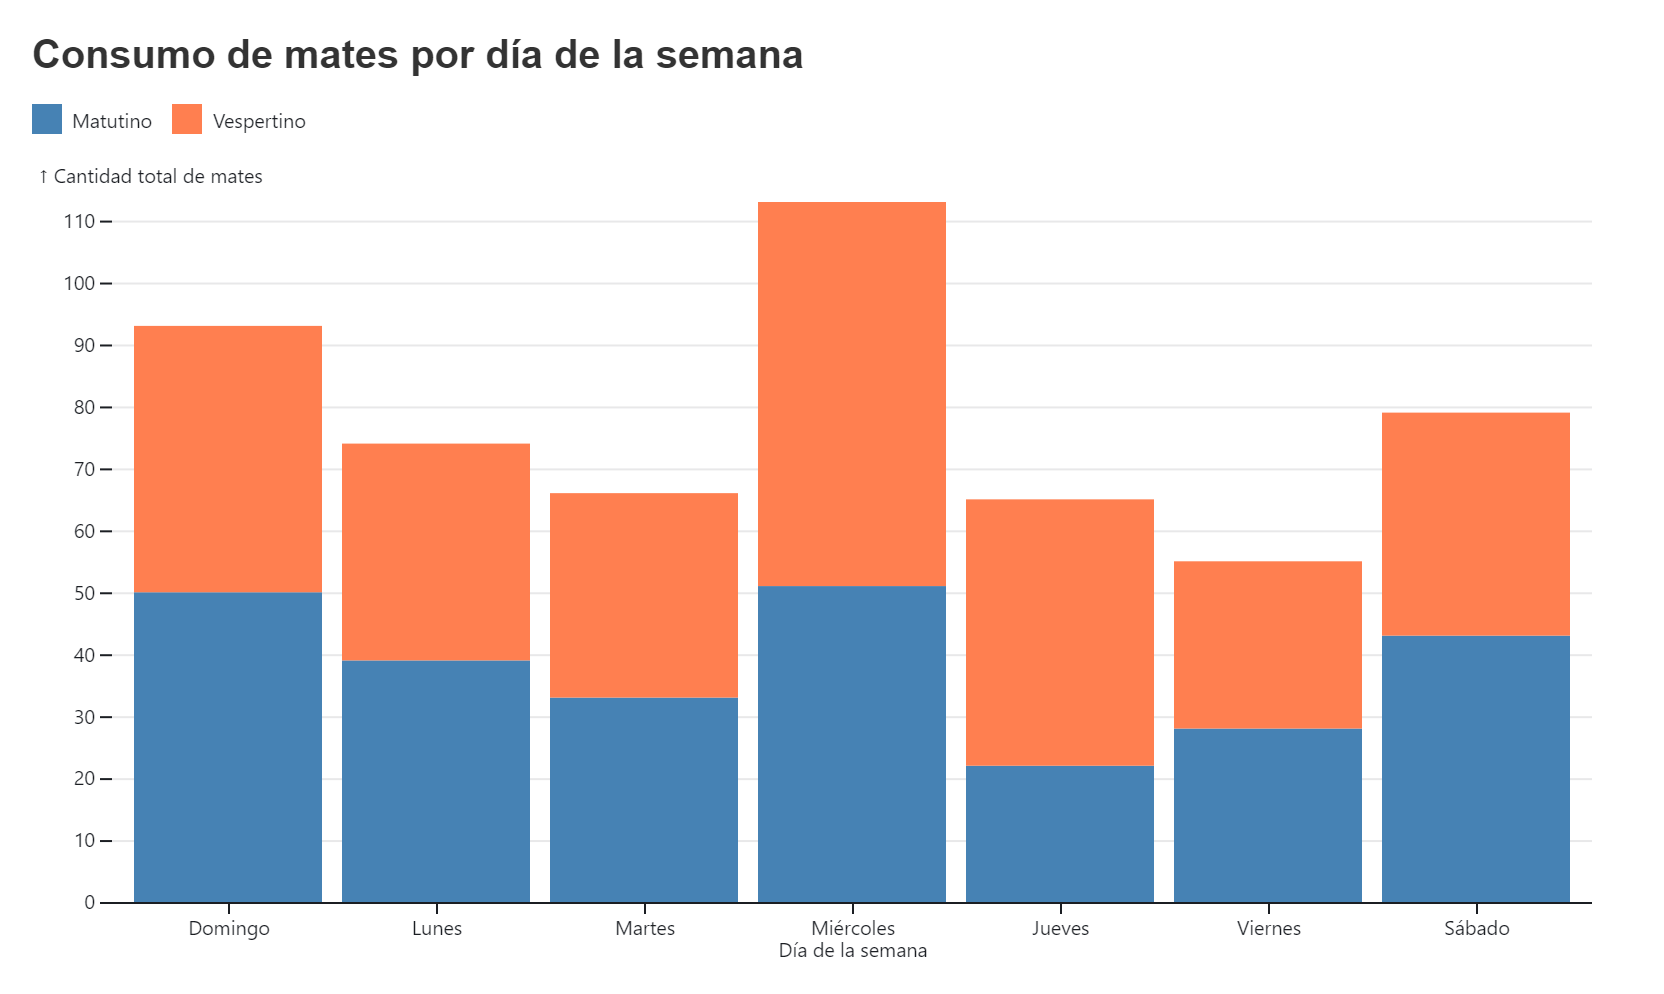 Consumo de mates por día de la semana
Matutino Vespertino
↑ Cantidad total de mates
110
100
90
80
70
60
50
40
30
20
10
0
Domingo Lunes Martes Miércoles Jueves Viernes Sábado
Día de la semana